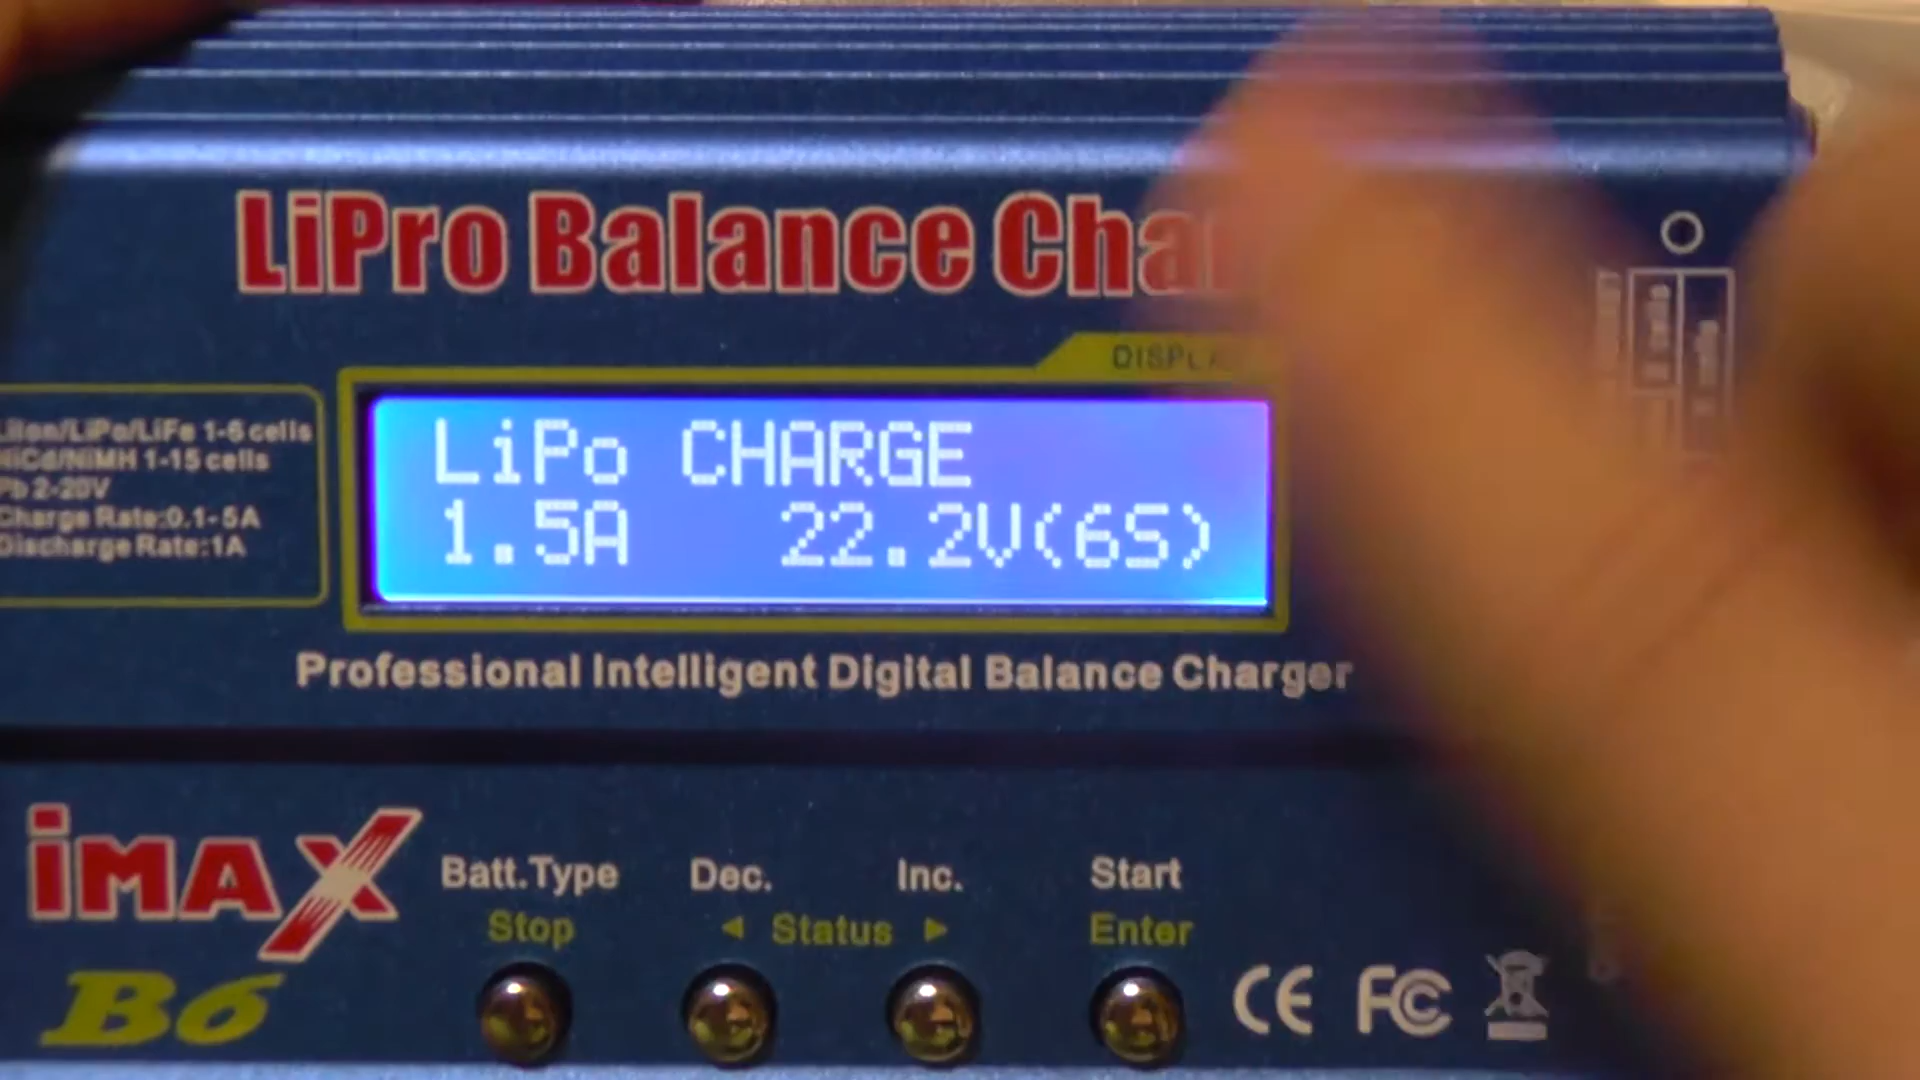 LiPro Balance Cha
DISPLA
LiIon/LiPo/LiFe 1-6 cells
NiCd/NiMH 1-15 cells
Pb 2-20V
Charge Rate:0.1-5A
Discharge Rate:1A
LiPo CHARGE
1.5A 22.2V(6S)
Professional Intelligent Digital Balance Charger
iMAX
B6
Batt.Type Dec. Inc. Start
Stop ◄ Status ► Enter
CE FC